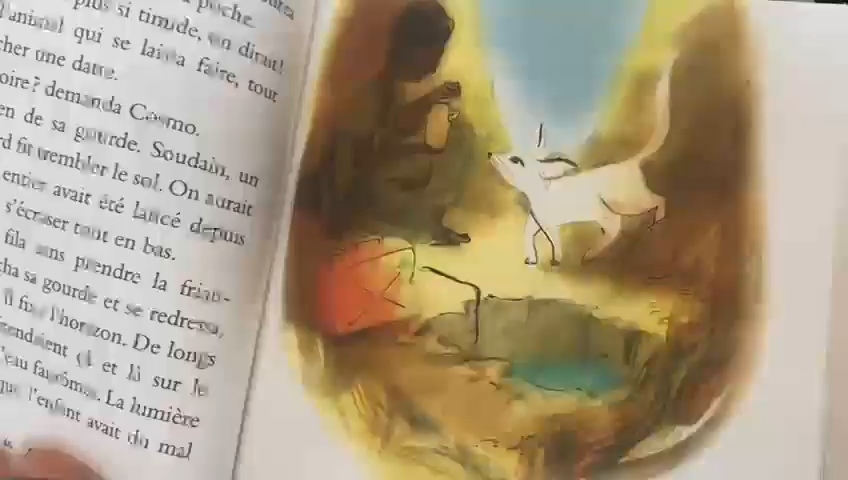 plus si timide, on dirait!
l'animal qui se laissa faire, tout
cher une datte.
oire? demanda Cosmo.
en de sa gourde. Soudain, un
rd fit trembler le sol. On aurait
entier avait été lancé depuis
s'écraser tout en bas.
fila sans prendre la frian-
cha sa gourde et se redressa,
Il fixa l'horizon. De longs
tendaient çà et là sur le
'eau fantômes. La lumière
que l'enfant avait du mal